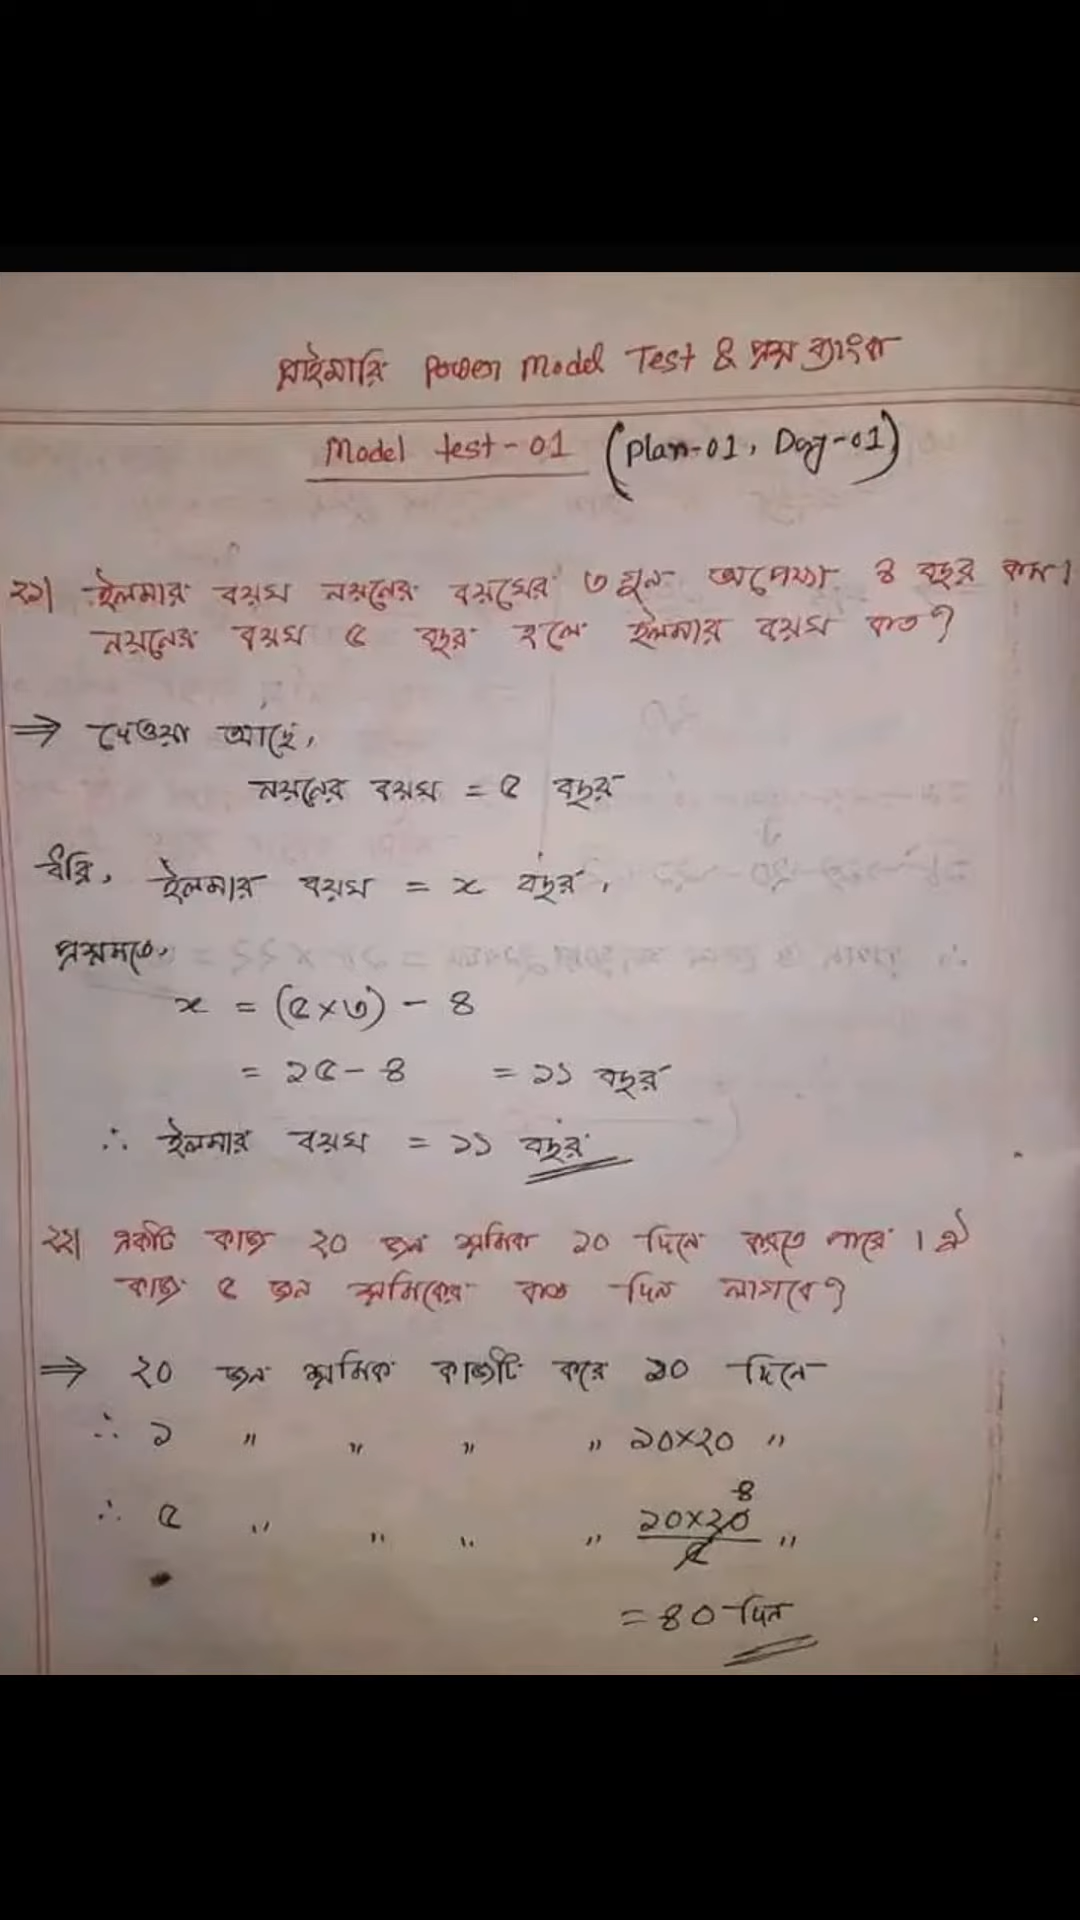 প্রাইমারি Power Model Test & প্রশ্ন ব্যাংক
Model test-01 (Plan-01, Day-01)
২১। ইলমার বয়স নয়নের বয়সের ৩ গুন অপেক্ষা ৪ বছর কম।
নয়নের বয়স ৫ বছর হলে ইলমার বয়স কত?
⇒ দেওয়া আছে,
নয়নের বয়স = ৫ বছর
ধরি, ইলমার বয়স = x বছর,
প্রশ্নমতে,
x = (৫×৩) - ৪
= ১৫ - ৪ = ১১ বছর
∴ ইলমার বয়স = ১১ বছর
২২। একটি কাজ ২০ জন শ্রমিক ১০ দিনে করতে পারে। ঐ
কাজ ৫ জন শ্রমিকের কত দিন লাগবে?
⇒ ২০ জন শ্রমিক কাজটি করে ১০ দিনে
∴ ১ " " " " ১০×২০ "
৪
∴ ৫ " " " " ১০×২০ "
৫
= ৪০ দিন